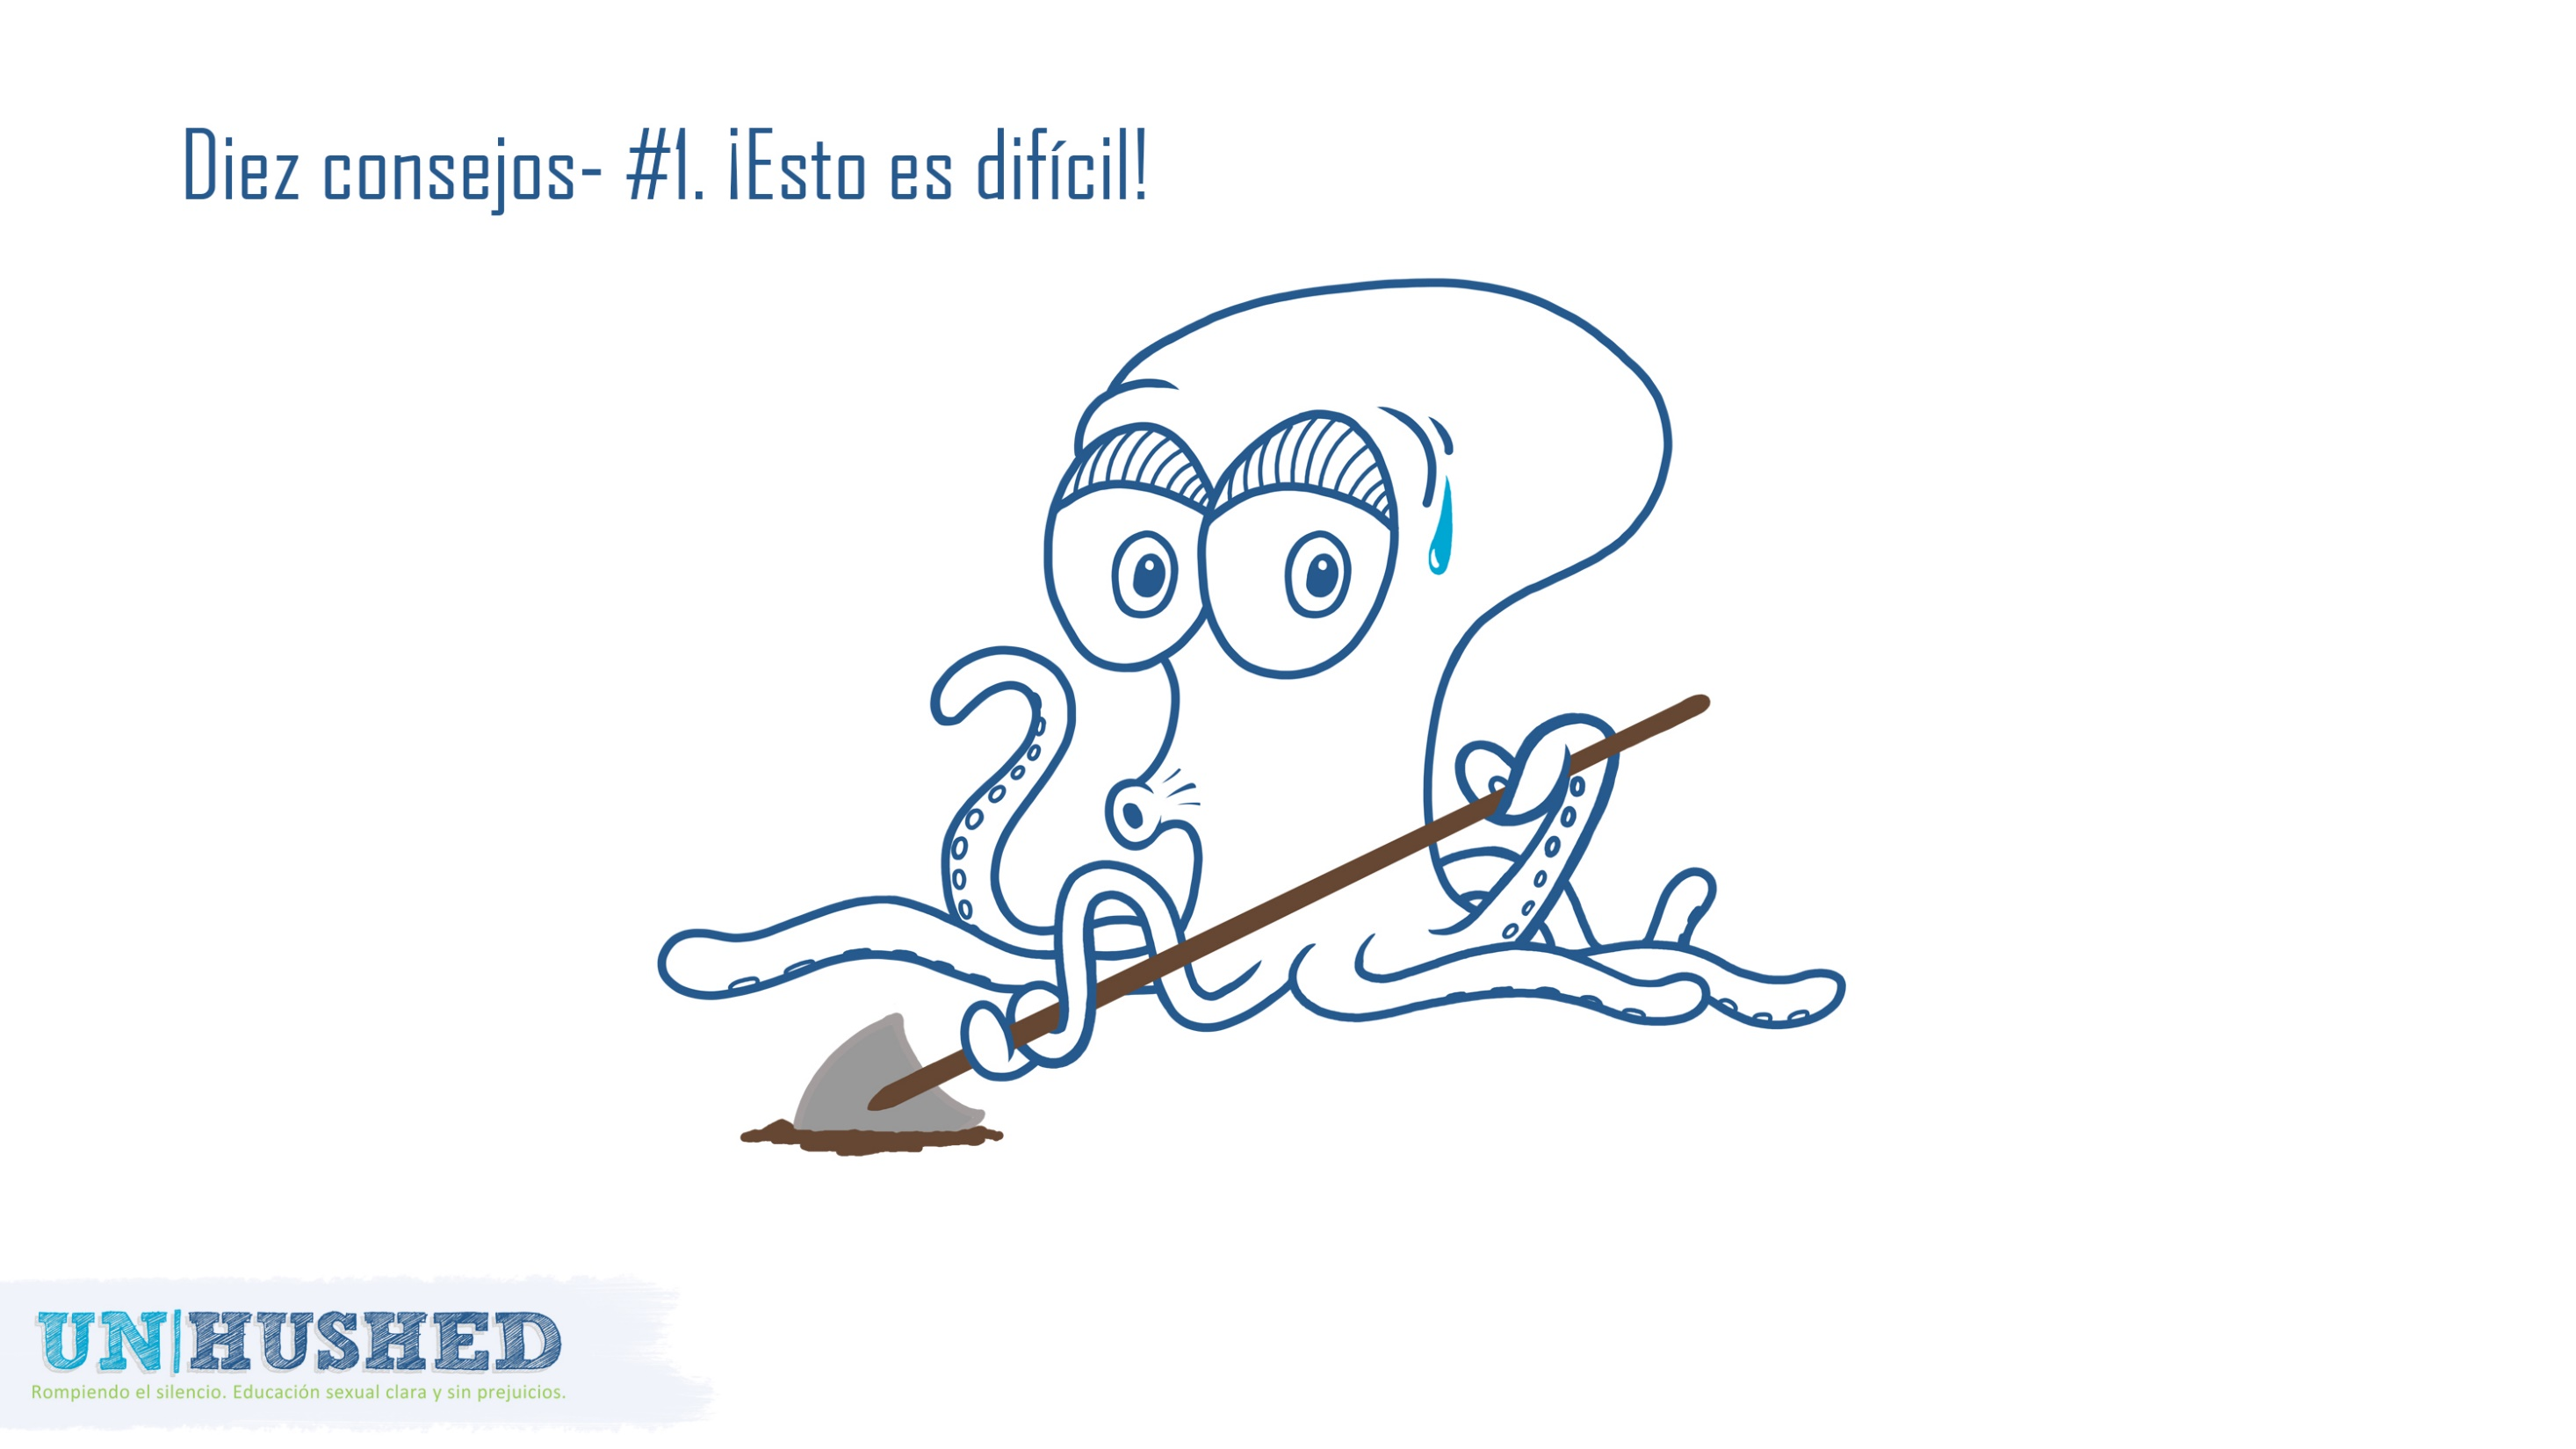 Diez consejos- #1. ¡Esto es difícil!
UN|HUSHED
Rompiendo el silencio. Educación sexual clara y sin prejuicios.